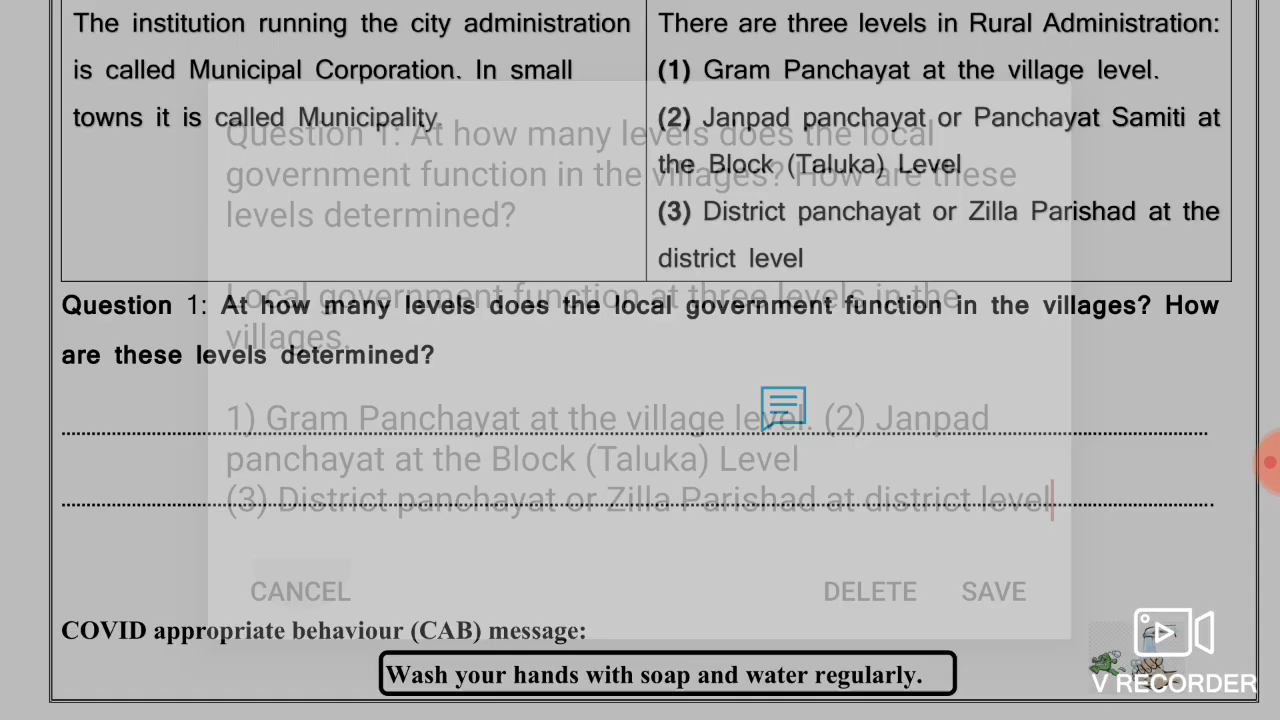 The institution running the city administration
is called Municipal Corporation. In small
towns it is called Municipality.
There are three levels in Rural Administration:
(1) Gram Panchayat at the village level.
(2) Janpad panchayat or Panchayat Samiti at
the Block (Taluka) Level
(3) District panchayat or Zilla Parishad at the
district level
Question 1: At how many levels does the local government function in the villages? How
are these levels determined?
Question 1: At how many levels does the local
government function in the villages? How are these
levels determined?
Local government function at three levels in the
villages.
1) Gram Panchayat at the village level. (2) Janpad
panchayat at the Block (Taluka) Level
(3) District panchayat or Zilla Parishad at district level
CANCEL DELETE SAVE
COVID appropriate behaviour (CAB) message:
Wash your hands with soap and water regularly.
V RECORDER